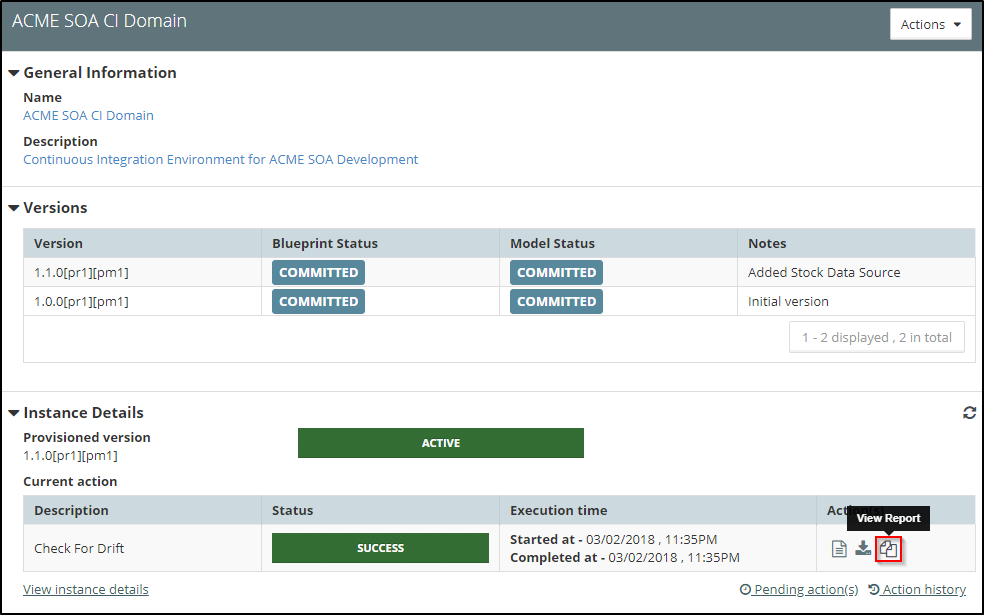 ACME SOA CI Domain
Actions
General Information
Name
ACME SOA CI Domain
Description
Continuous Integration Environment for ACME SOA Development
Versions
Version Blueprint Status Model Status Notes
1.1.0[pr1][pm1] COMMITTED COMMITTED Added Stock Data Source
1.0.0[pr1][pm1] COMMITTED COMMITTED Initial version
1 - 2 displayed , 2 in total
Instance Details
Provisioned version
1.1.0[pr1][pm1]
ACTIVE
Current action
Description Status Execution time
View Report
Check For Drift SUCCESS Started at - 03/02/2018 , 11:35PM
Completed at - 03/02/2018 , 11:35PM
View instance details Pending action(s) Action history